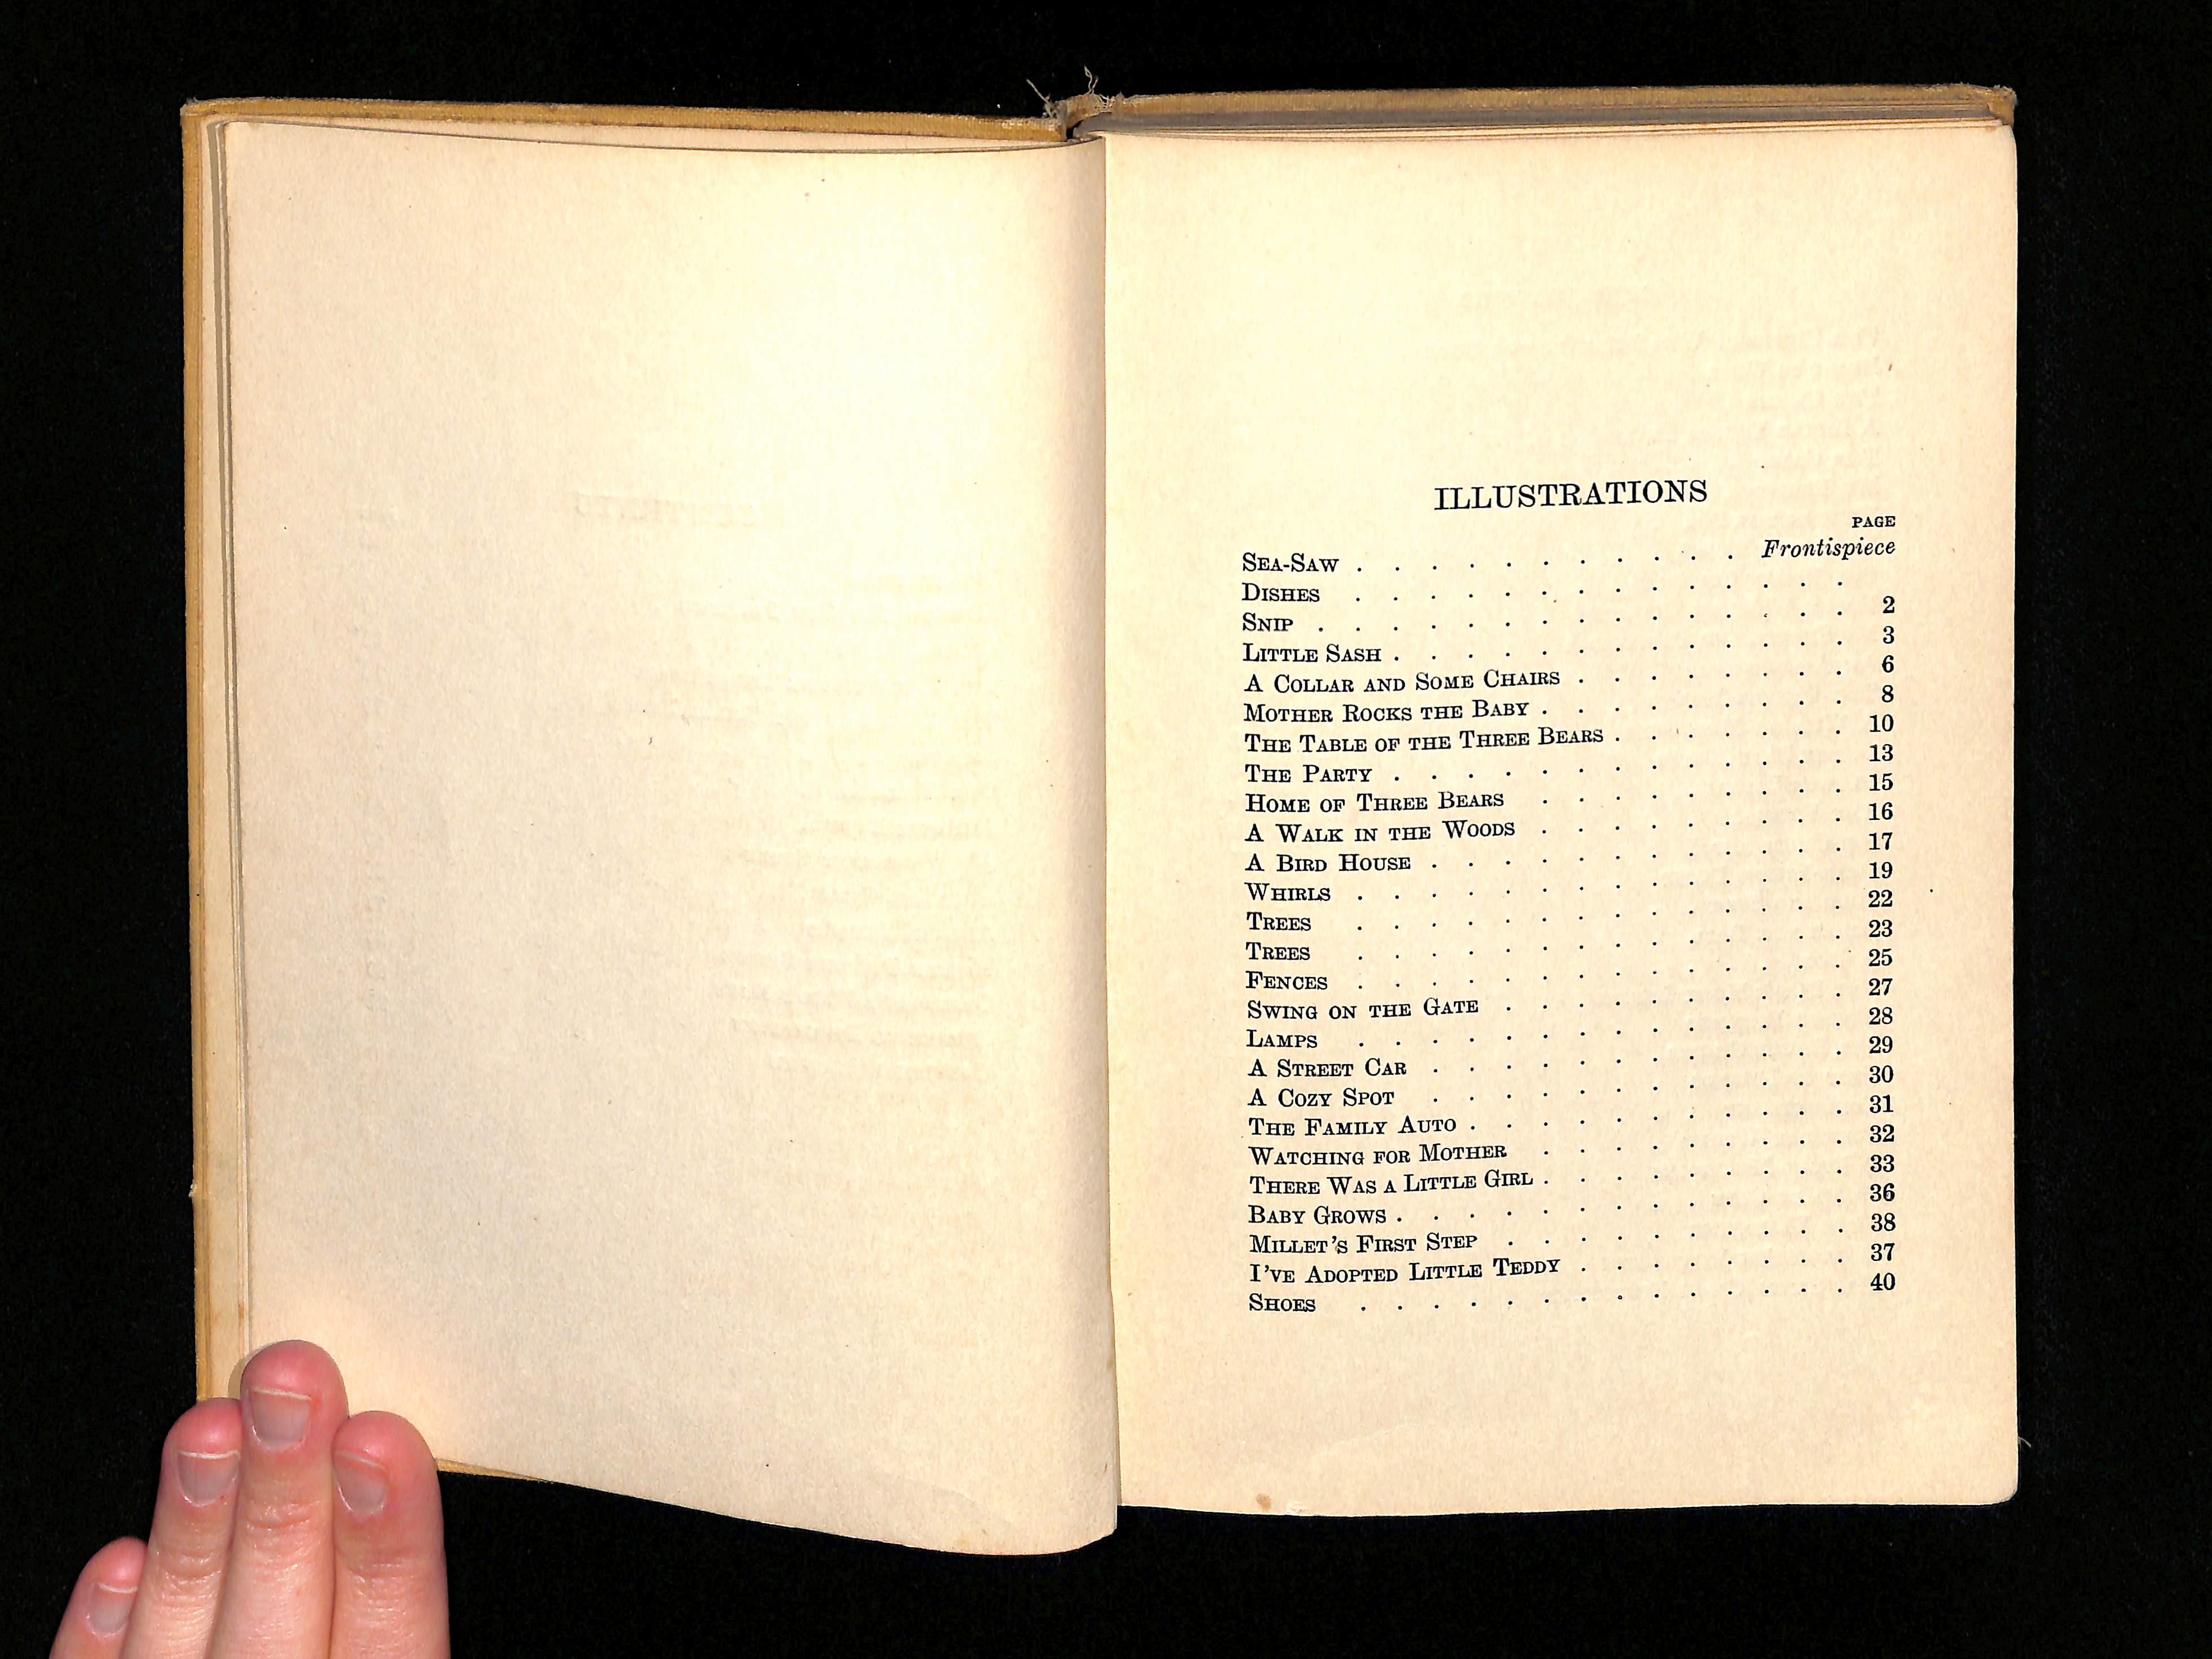 ILLUSTRATIONS
PAGE
SEA-SAW . . . . . . . . . . . Frontispiece
DISHES . . . . . . . . . . . . . .
SNIP . . . . . . . . . . . . . . . 2
LITTLE SASH . . . . . . . . . . . . . 3
A COLLAR AND SOME CHAIRS . . . . . . . . 6
MOTHER ROCKS THE BABY . . . . . . . . . 8
THE TABLE OF THE THREE BEARS . . . . . . . 10
THE PARTY . . . . . . . . . . . . . 13
HOME OF THREE BEARS . . . . . . . . . 15
A WALK IN THE WOODS . . . . . . . . . 16
A BIRD HOUSE . . . . . . . . . . . . 17
WHIRLS . . . . . . . . . . . . . . 19
TREES . . . . . . . . . . . . . . 22
TREES . . . . . . . . . . . . . . 23
FENCES . . . . . . . . . . . . . . 25
SWING ON THE GATE . . . . . . . . . . 27
LAMPS . . . . . . . . . . . . . . 28
A STREET CAR . . . . . . . . . . . . 29
A COZY SPOT . . . . . . . . . . . . 30
THE FAMILY AUTO . . . . . . . . . . . 31
WATCHING FOR MOTHER . . . . . . . . . 32
THERE WAS A LITTLE GIRL . . . . . . . . . 33
BABY GROWS . . . . . . . . . . . . . 36
MILLET'S FIRST STEP . . . . . . . . . . 38
I'VE ADOPTED LITTLE TEDDY . . . . . . . . 37
SHOES . . . . . . . . . . . . . . 40